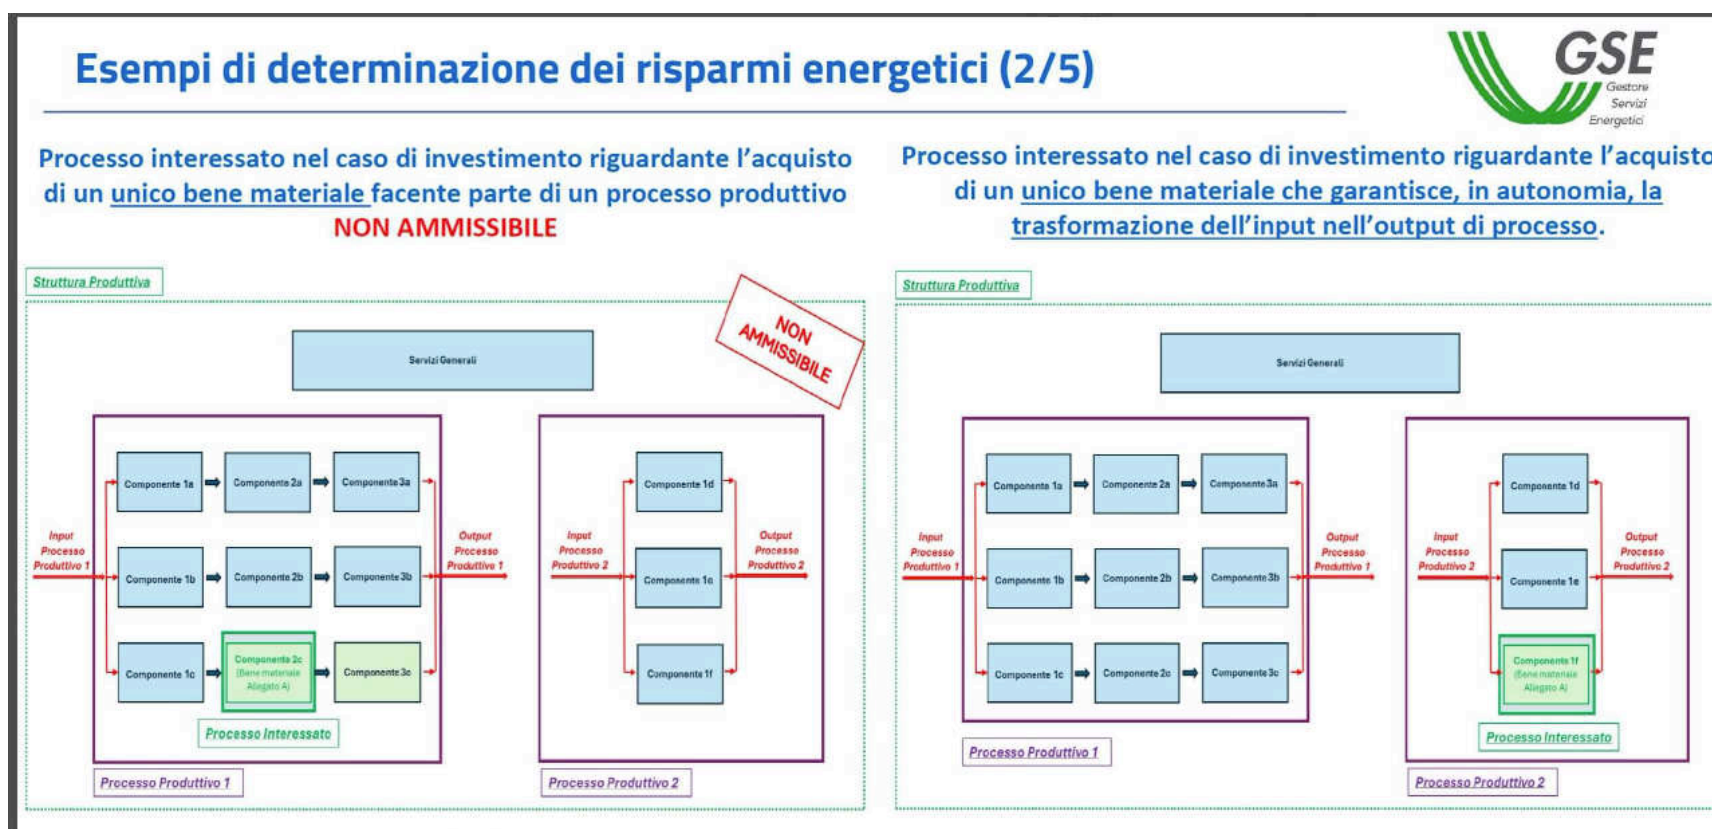 Esempi di determinazione dei risparmi energetici (2/5)
GSE
Gestore
Servizi
Energetici
Processo interessato nel caso di investimento riguardante l'acquisto
di un unico bene materiale facente parte di un processo produttivo
NON AMMISSIBILE
Struttura Produttiva
NON
AMMISSIBILE
Servizi Generali
Componente 1a
Componente 2a
Componente 3a
Input
Processo
Produttivo 1
Componente 1b
Componente 2b
Componente 3b
Output
Processo
Produttivo 1
Componente 1c
Componente 2c
(Bene materiale
Allegato A)
Componente 3c
Processo Interessato
Processo Produttivo 1
Componente 1d
Input
Processo
Produttivo 2
Componente 1e
Output
Processo
Produttivo 2
Componente 1f
Processo Produttivo 2
Processo interessato nel caso di investimento riguardante l'acquisto
di un unico bene materiale che garantisce, in autonomia, la
trasformazione dell'input nell'output di processo.
Struttura Produttiva
Servizi Generali
Componente 1a
Componente 2a
Componente 3a
Input
Processo
Produttivo 1
Componente 1b
Componente 2b
Componente 3b
Output
Processo
Produttivo 1
Componente 1c
Componente 2c
Componente 3c
Processo Produttivo 1
Componente 1d
Input
Processo
Produttivo 2
Componente 1e
Output
Processo
Produttivo 2
Componente 1f
(Bene materiale
Allegato A)
Processo Interessato
Processo Produttivo 2